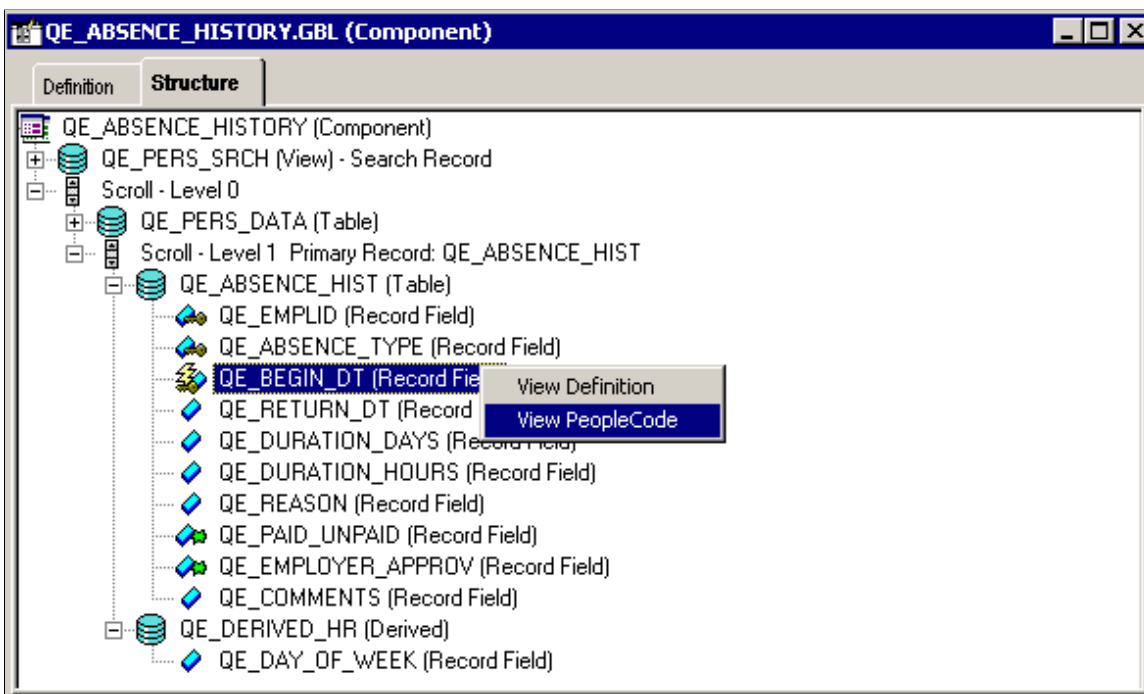 QE_ABSENCE_HISTORY.GBL (Component)
Definition Structure
QE_ABSENCE_HISTORY (Component)
QE_PERS_SRCH (View) - Search Record
Scroll - Level 0
QE_PERS_DATA (Table)
Scroll - Level 1 Primary Record: QE_ABSENCE_HIST
QE_ABSENCE_HIST (Table)
QE_EMPLID (Record Field)
QE_ABSENCE_TYPE (Record Field)
QE_BEGIN_DT (Record Fie
View Definition
QE_RETURN_DT (Record
View PeopleCode
QE_DURATION_DAYS (Record Field)
QE_DURATION_HOURS (Record Field)
QE_REASON (Record Field)
QE_PAID_UNPAID (Record Field)
QE_EMPLOYER_APPROV (Record Field)
QE_COMMENTS (Record Field)
QE_DERIVED_HR (Derived)
QE_DAY_OF_WEEK (Record Field)